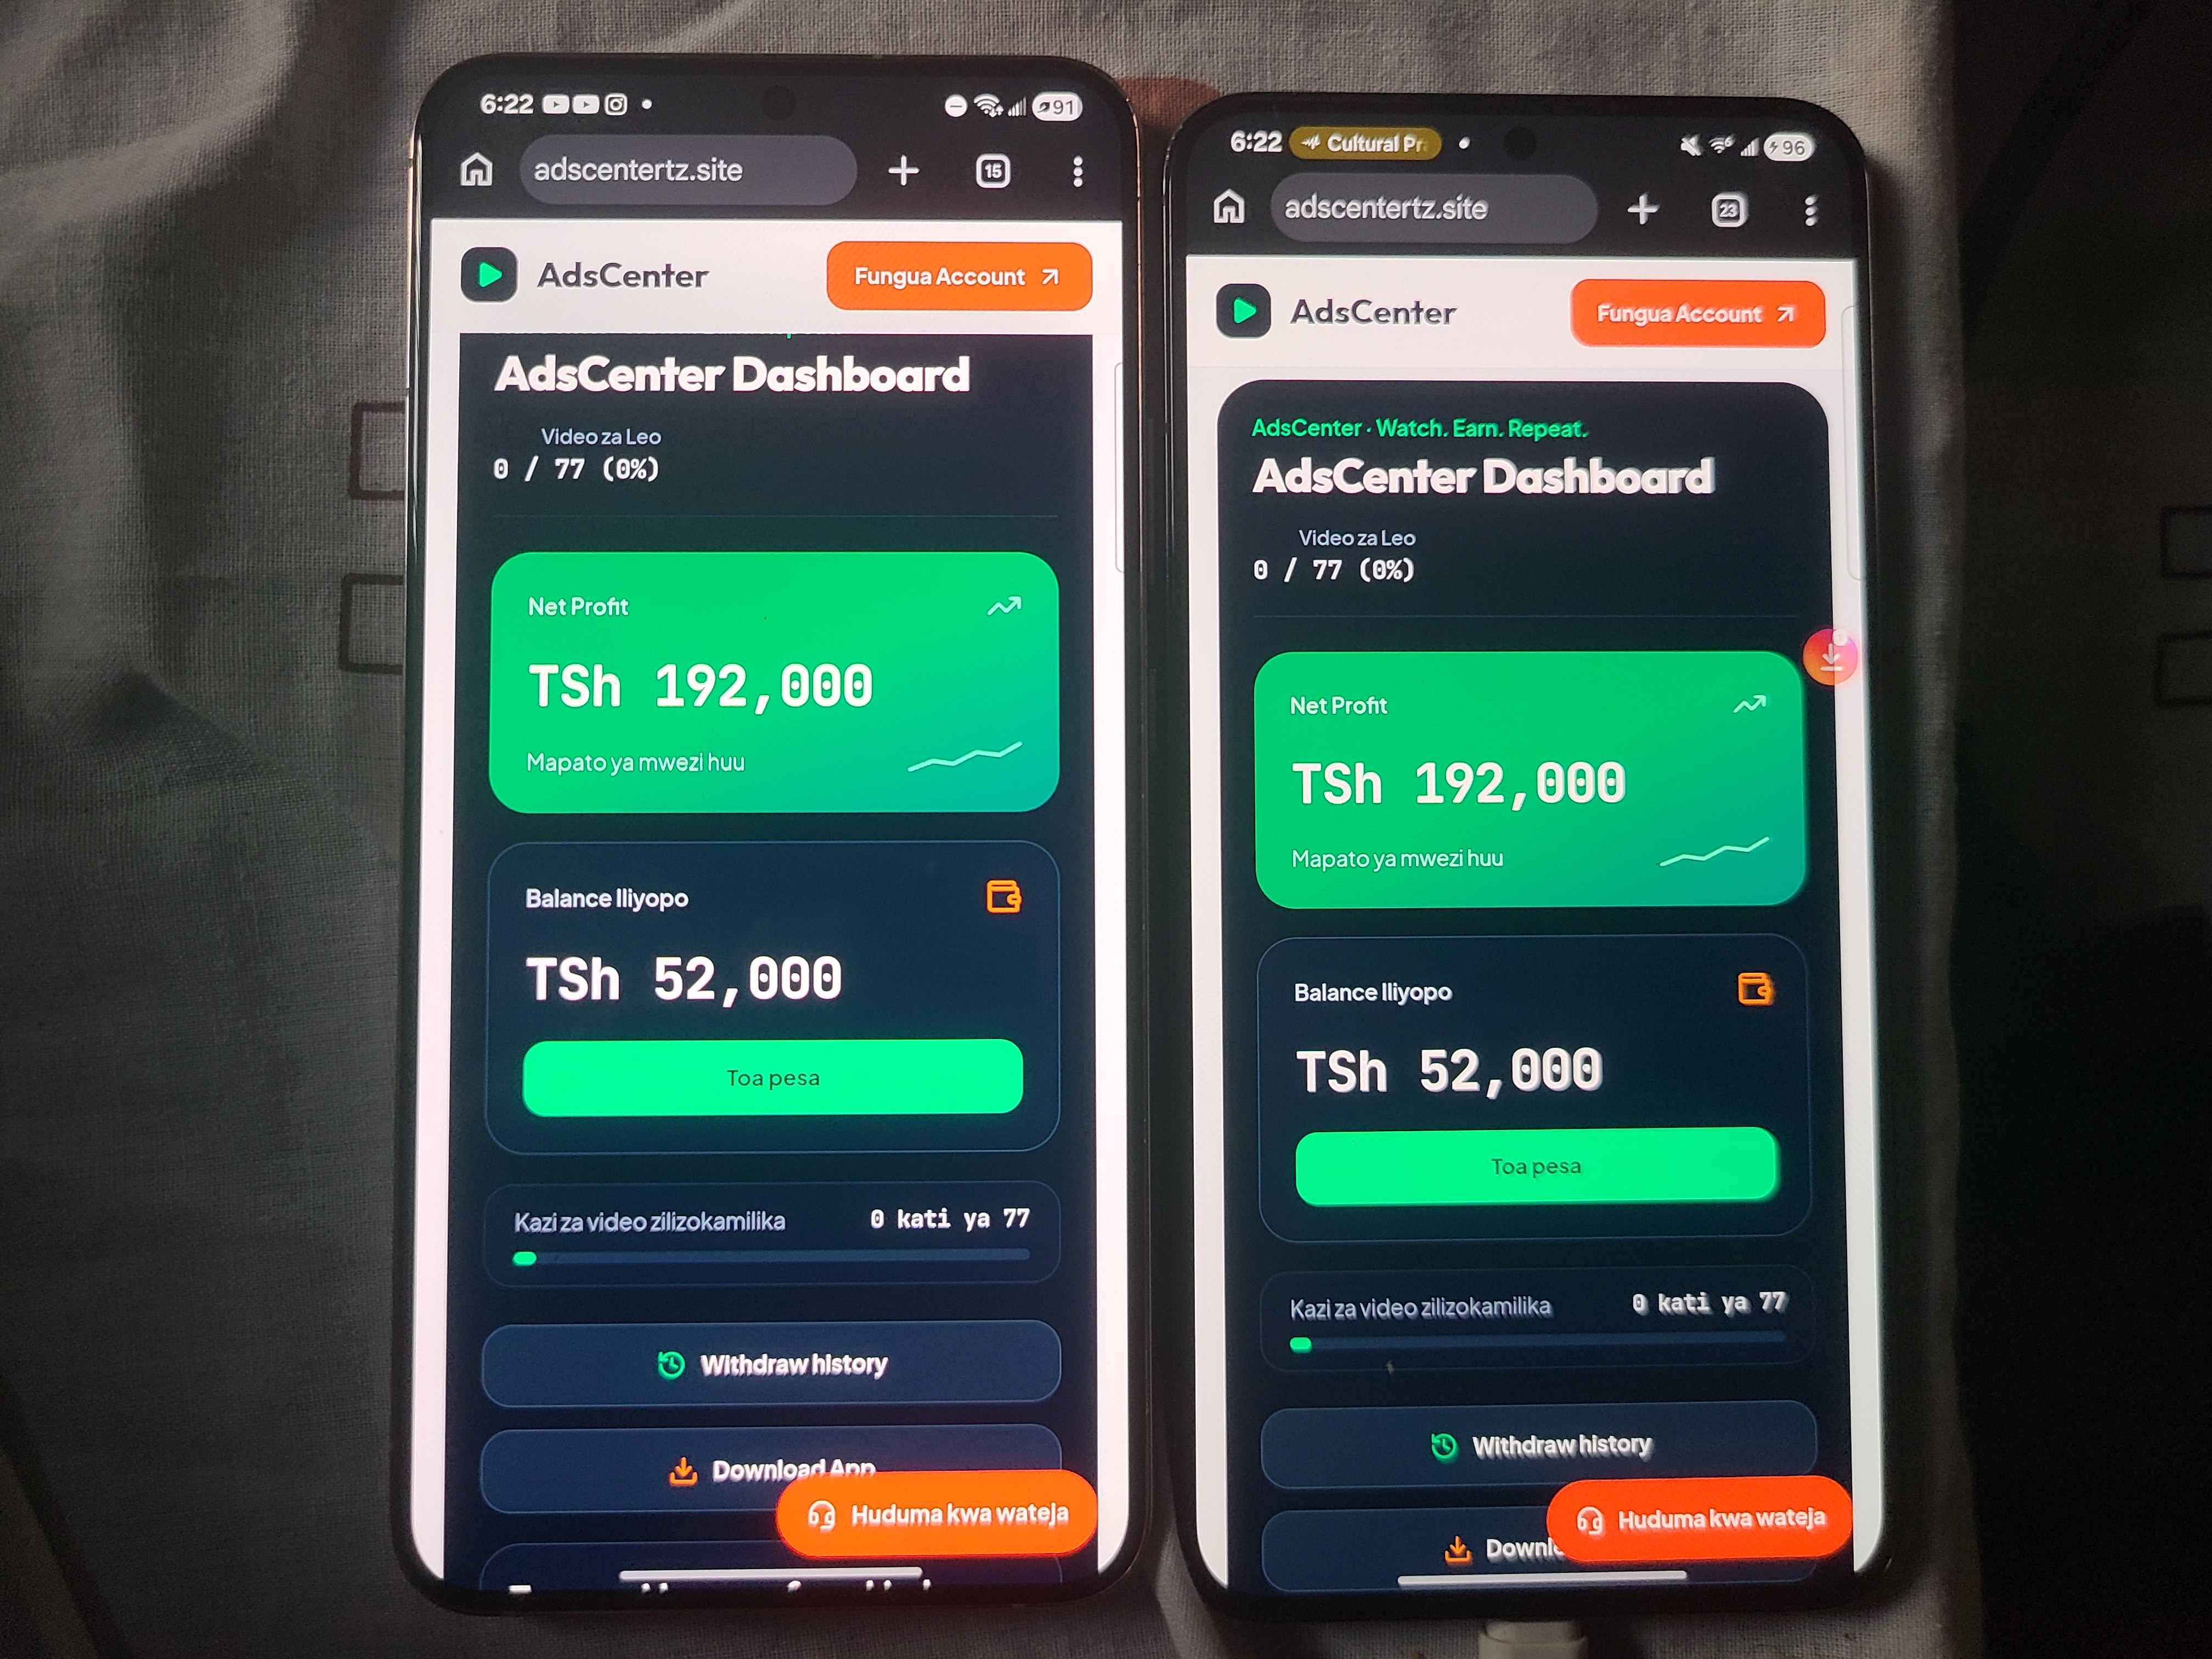 6:22
91
adscentertz.site
15
AdsCenter
Fungua Account
AdsCenter Dashboard
Video za Leo
0 / 77 (0%)
Net Profit
TSh 192,000
Mapato ya mwezi huu
Balance Iliyopo
TSh 52,000
Toa pesa
Kazi za video zilizokamilika
0 kati ya 77
Withdraw history
Download App
Huduma kwa wateja
6:22
Cultural Pr
96
adscentertz.site
23
AdsCenter
Fungua Account
AdsCenter. Watch. Earn. Repeat.
AdsCenter Dashboard
Video za Leo
0 / 77 (0%)
Net Profit
TSh 192,000
Mapato ya mwezi huu
Balance Iliyopo
TSh 52,000
Toa pesa
Kazi za video zilizokamilika
0 kati ya 77
Withdraw history
Downl
Huduma kwa wateja